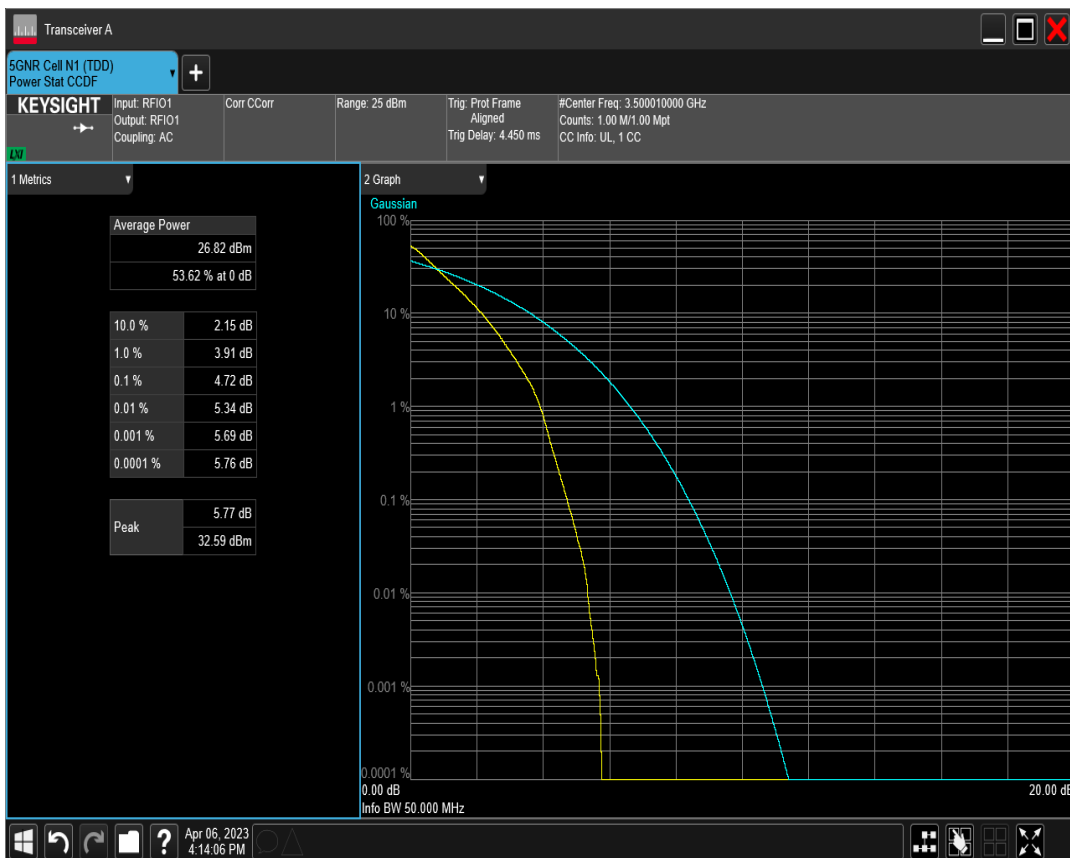 Transceiver A
5GNR Cell N1 (TDD)
Power Stat CCDF
+
KEYSIGHT
LXI
Input: RFIO1
Output: RFIO1
Coupling: AC
Corr CCorr
Range: 25 dBm
Trig: Prot Frame
Aligned
Trig Delay: 4.450 ms
#Center Freq: 3.500010000 GHz
Counts: 1.00 M/1.00 Mpt
CC Info: UL, 1 CC
1 Metrics
Average Power
26.82 dBm
53.62 % at 0 dB
10.0 % 2.15 dB
1.0 % 3.91 dB
0.1 % 4.72 dB
0.01 % 5.34 dB
0.001 % 5.69 dB
0.0001 % 5.76 dB
Peak
5.77 dB
32.59 dBm
2 Graph
Gaussian
100 %
10 %
1 %
0.1 %
0.01 %
0.001 %
0.0001 %
0.00 dB
20.00 dB
Info BW 50.000 MHz
?
Apr 06, 2023
4:14:06 PM